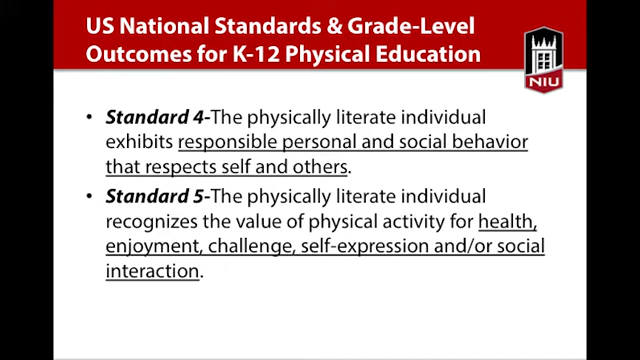 US National Standards & Grade-Level
Outcomes for K-12 Physical Education
NIU
• Standard 4-The physically literate individual
exhibits responsible personal and social behavior
that respects self and others.
• Standard 5-The physically literate individual
recognizes the value of physical activity for health,
enjoyment, challenge, self-expression and/or social
interaction.